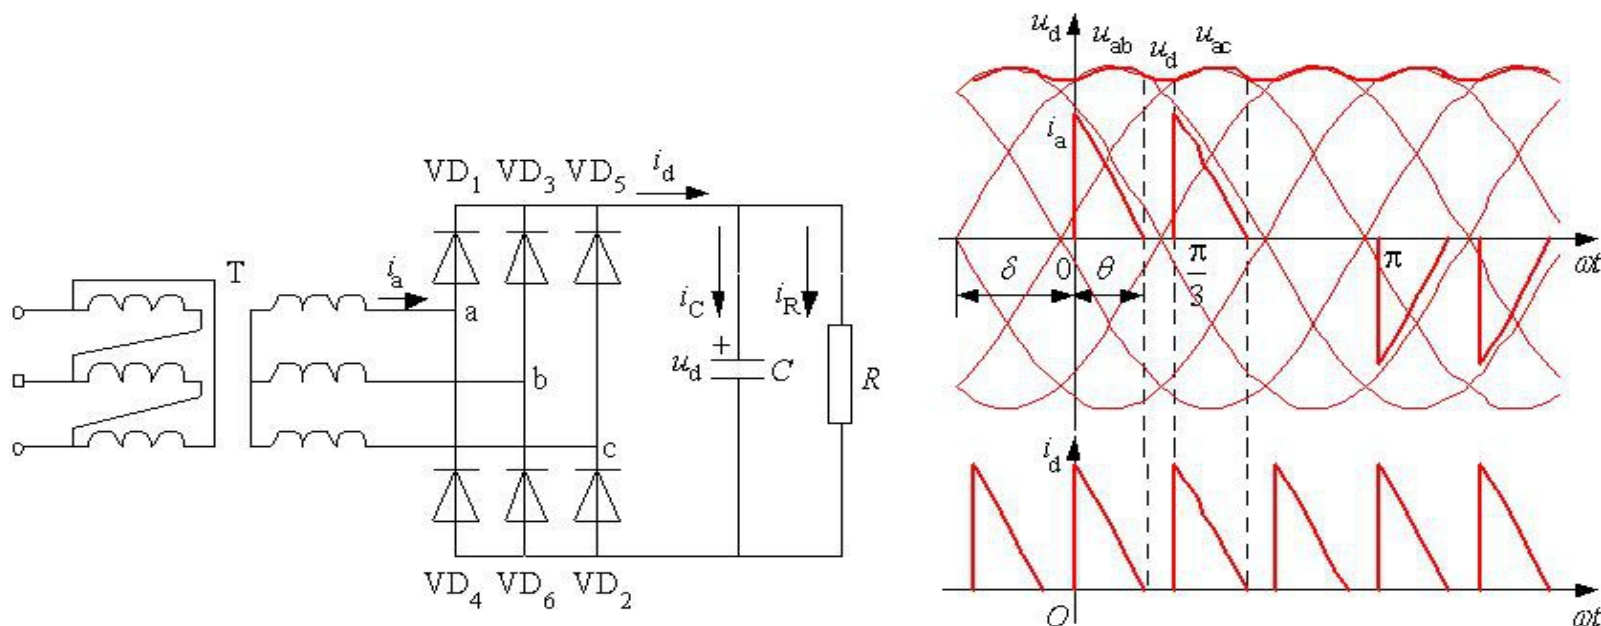 VD1 VD3 VD5 id
T
ia
a
b
c
iC iR
+
ud C R
VD4 VD6 VD2
ud uab ud uac
ia
δ 0 θ π/3 π ωt
id
O ωt